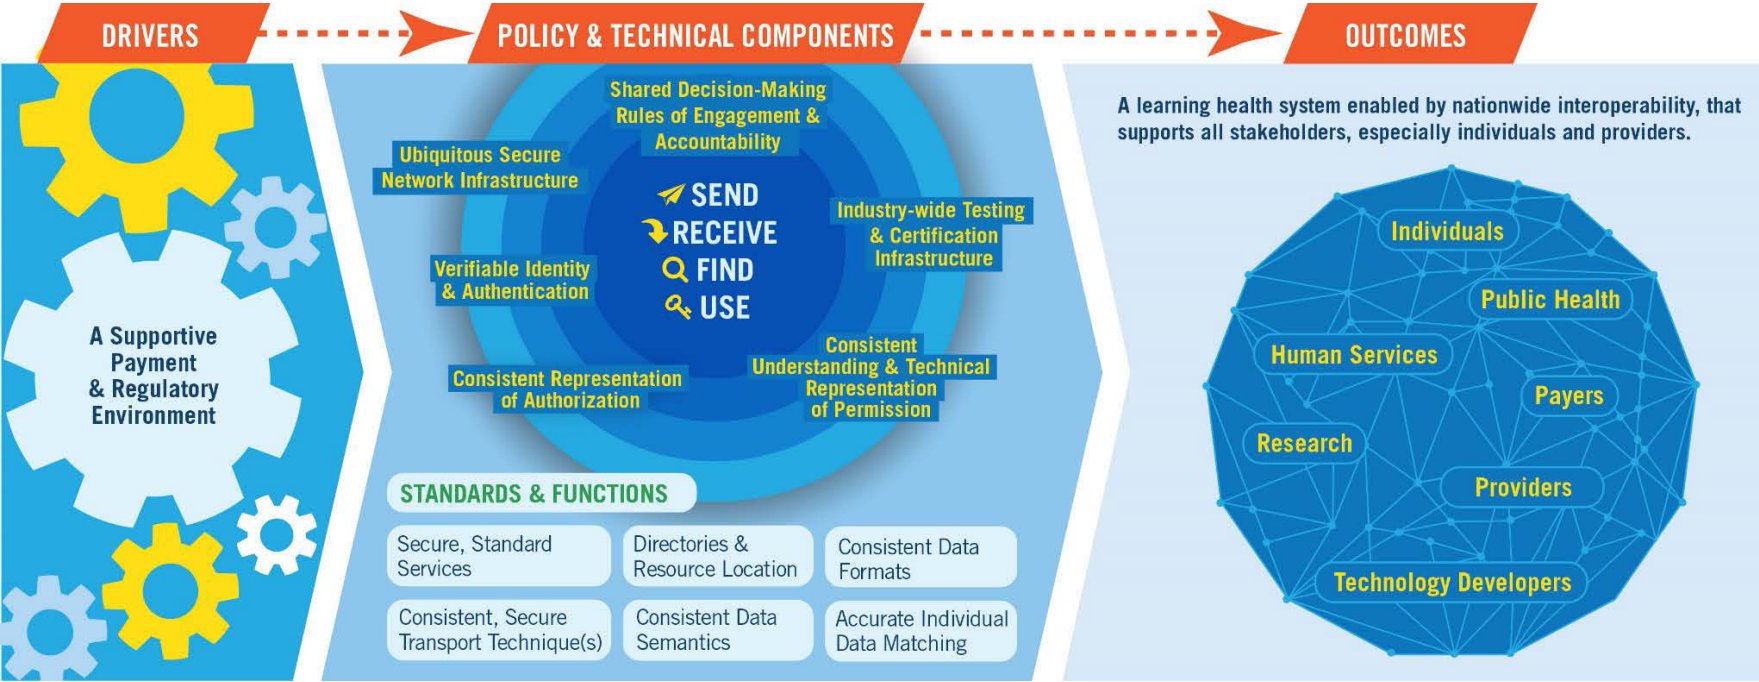 DRIVERS
POLICY & TECHNICAL COMPONENTS
OUTCOMES
A Supportive
Payment
& Regulatory
Environment
Shared Decision-Making
Rules of Engagement &
Accountability
Ubiquitous Secure
Network Infrastructure
Verifiable Identity
& Authentication
Consistent Representation
of Authorization
SEND
RECEIVE
FIND
USE
Industry-wide Testing
& Certification
Infrastructure
Consistent
Understanding & Technical
Representation
of Permission
STANDARDS & FUNCTIONS
Secure, Standard
Services
Directories &
Resource Location
Consistent Data
Formats
Consistent, Secure
Transport Technique(s)
Consistent Data
Semantics
Accurate Individual
Data Matching
A learning health system enabled by nationwide interoperability, that
supports all stakeholders, especially individuals and providers.
Individuals
Public Health
Human Services
Payers
Research
Providers
Technology Developers